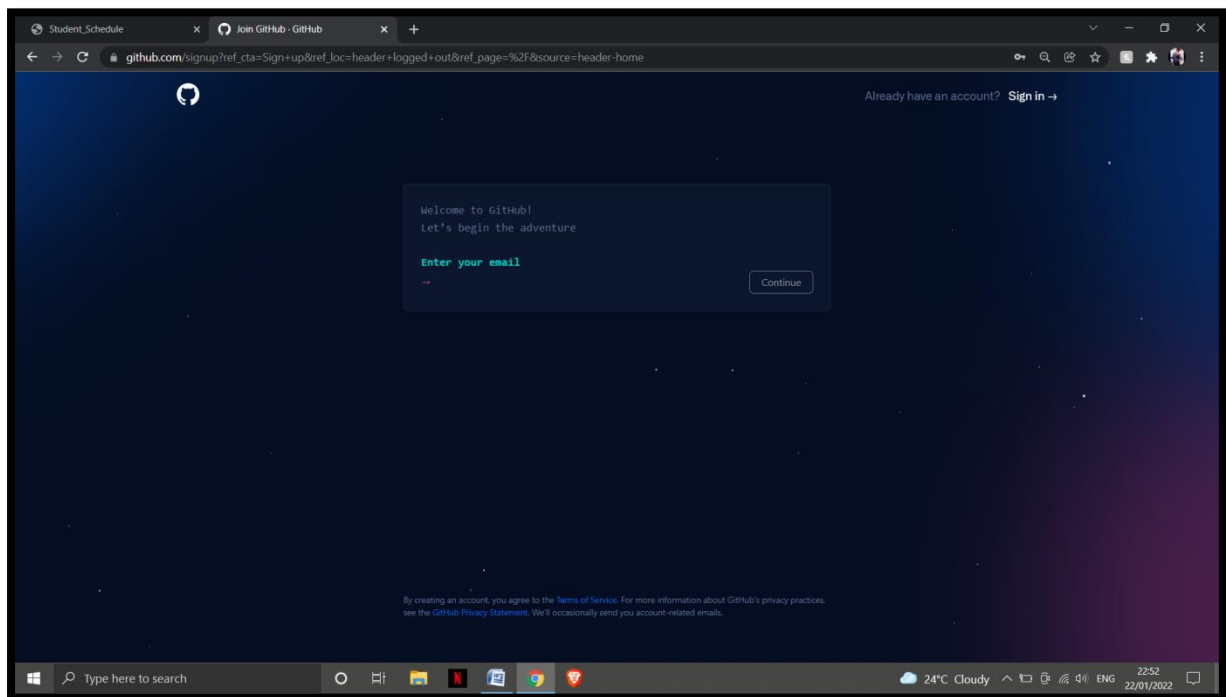 Student_Schedule
Join GitHub · GitHub
github.com/signup?ref_cta=Sign+up&ref_loc=header+logged+out&ref_page=%2F&source=header-home
Already have an account? Sign in →
Welcome to GitHub!
Let's begin the adventure
Enter your email
→
Continue
By creating an account, you agree to the Terms of Service. For more information about GitHub's privacy practices,
see the GitHub Privacy Statement. We'll occasionally send you account-related emails.
Type here to search
24°C Cloudy
ENG
22:52
22/01/2022